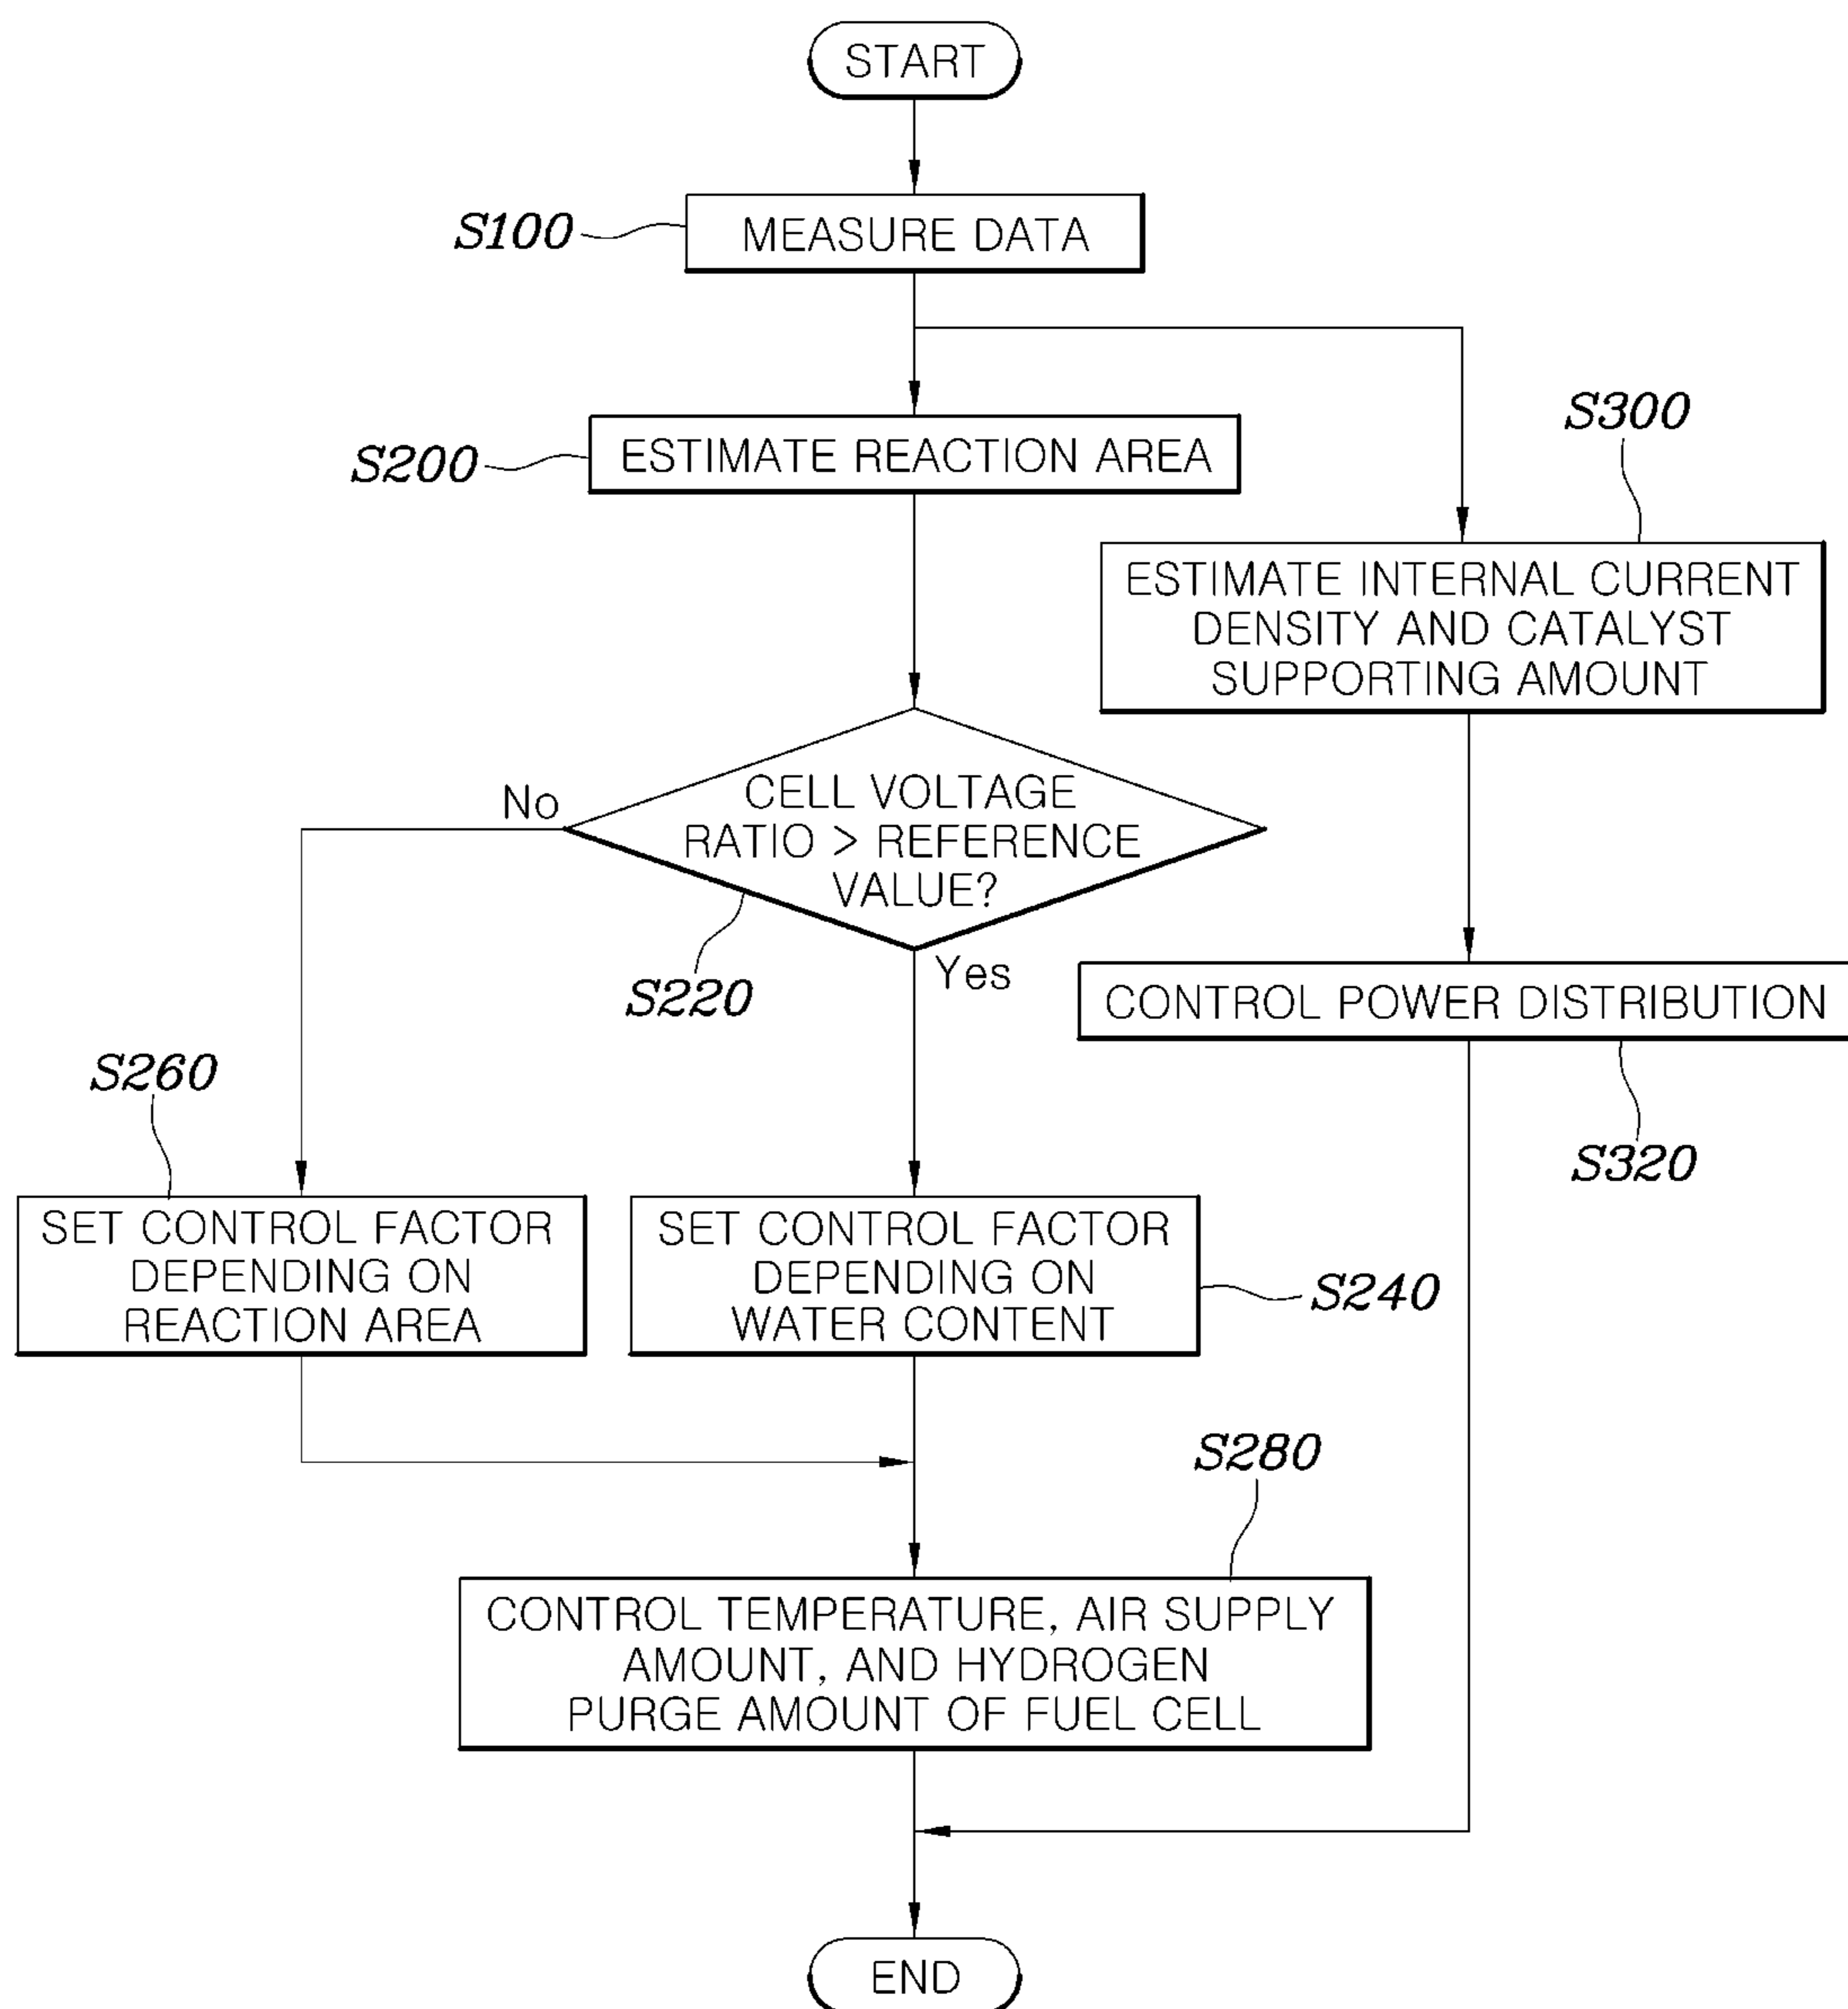 START
S100
MEASURE DATA
S200
ESTIMATE REACTION AREA
S300
ESTIMATE INTERNAL CURRENT
DENSITY AND CATALYST
SUPPORTING AMOUNT
No
CELL VOLTAGE
RATIO > REFERENCE
VALUE?
Yes
S220
CONTROL POWER DISTRIBUTION
S320
S260
SET CONTROL FACTOR
DEPENDING ON
REACTION AREA
SET CONTROL FACTOR
DEPENDING ON
WATER CONTENT
S240
S280
CONTROL TEMPERATURE, AIR SUPPLY
AMOUNT, AND HYDROGEN
PURGE AMOUNT OF FUEL CELL
END